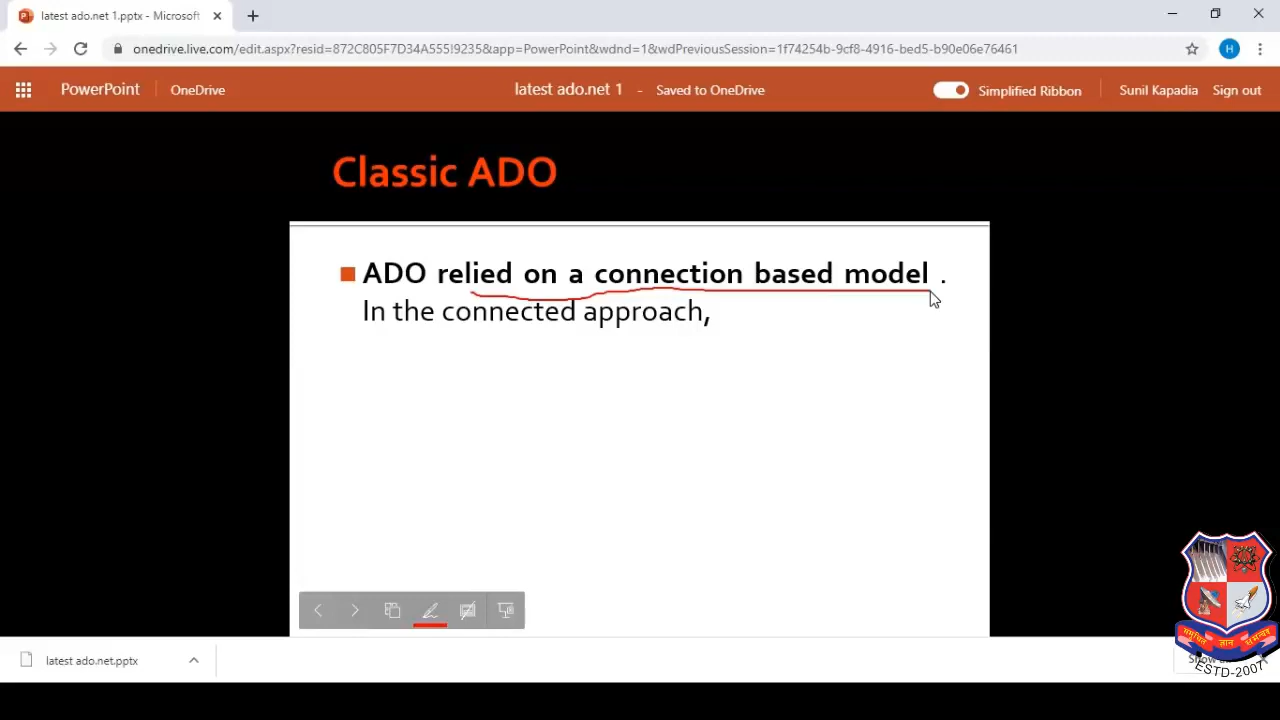 latest ado.net 1.pptx - Microsoft
onedrive.live.com/edit.aspx?resid=872C805F7D34A555!9235&app=PowerPoint&wdnd=1&wdPreviousSession=1f74254b-9cf8-4916-bed5-b90e06e76461
H
PowerPoint OneDrive latest ado.net 1 - Saved to OneDrive Simplified Ribbon Sunil Kapadia Sign out
Classic ADO
ADO relied on a connection based model .
In the connected approach,
latest ado.net.pptx
ज्ञान
ESTD-2007